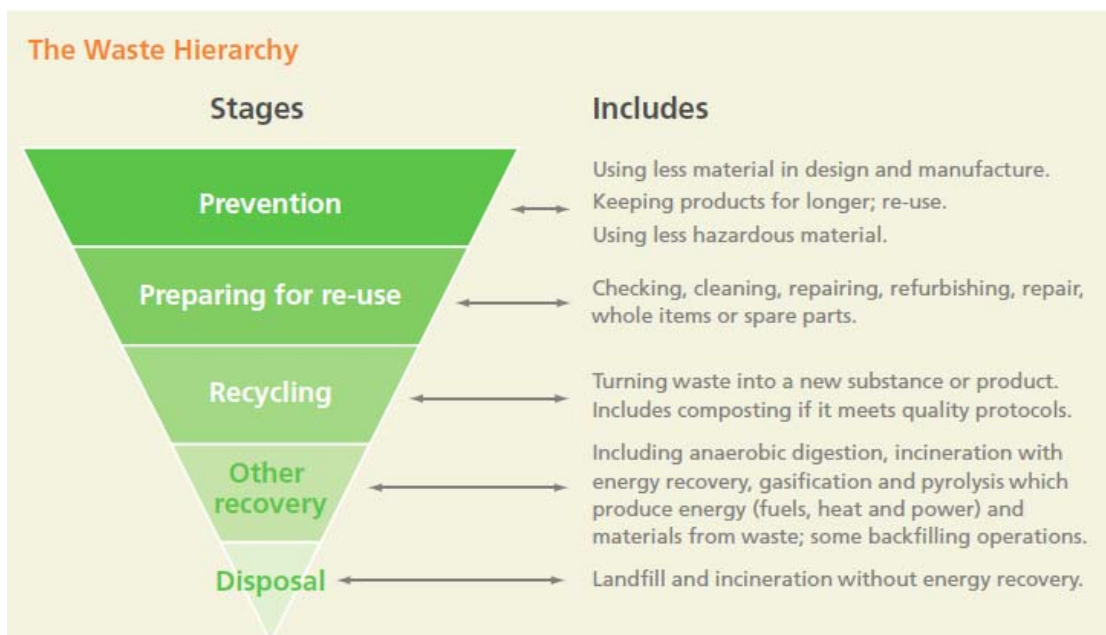 The Waste Hierarchy
Stages
Includes
Prevention
Using less material in design and manufacture.
Keeping products for longer; re-use.
Using less hazardous material.
Preparing for re-use
Checking, cleaning, repairing, refurbishing, repair,
whole items or spare parts.
Recycling
Turning waste into a new substance or product.
Includes composting if it meets quality protocols.
Other
recovery
Including anaerobic digestion, incineration with
energy recovery, gasification and pyrolysis which
produce energy (fuels, heat and power) and
materials from waste; some backfilling operations.
Disposal
Landfill and incineration without energy recovery.